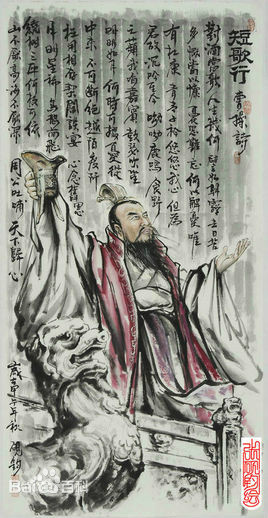 短歌行
曹操詩
對酒當歌人生幾何譬如朝露去日苦
多慨當以慷憂思難忘何解憂唯
有杜康青青子衿悠悠我心但為
君故沉吟至今呦呦鹿鳴食野
之蘋我有嘉賓鼓瑟吹笙
明明如月何時可掇憂從
中來不可斷絕越陌度阡
枉用相存契闊談讌心念舊恩
月明星稀烏鵲南飛
繞樹三匝何枝可依
山不厭高海不厭深周公吐哺天下歸心
甲午年秋
Bai百科